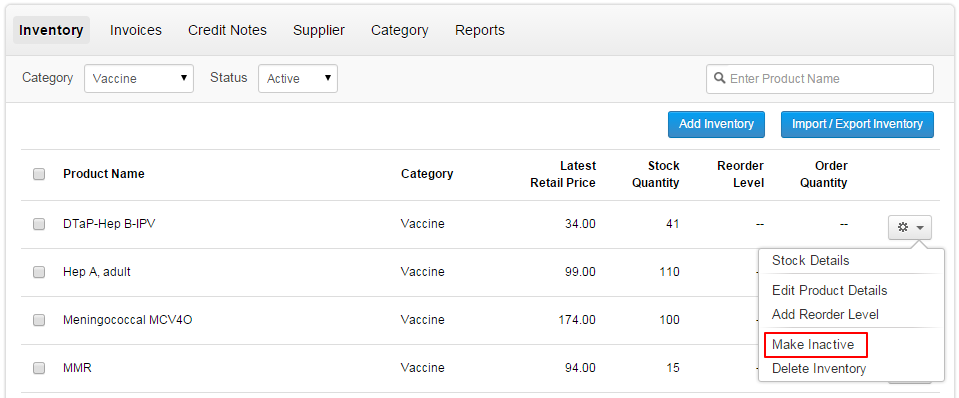 Inventory Invoices Credit Notes Supplier Category Reports
Category Vaccine Status Active Enter Product Name
Add Inventory Import / Export Inventory
Product Name Category Latest Retail Price Stock Quantity Reorder Level Order Quantity
DTaP-Hep B-IPV Vaccine 34.00 41 -- --
Stock Details
Hep A, adult Vaccine 99.00 110
Edit Product Details
Add Reorder Level
Meningococcal MCV4O Vaccine 174.00 100
Make Inactive
MMR Vaccine 94.00 15
Delete Inventory